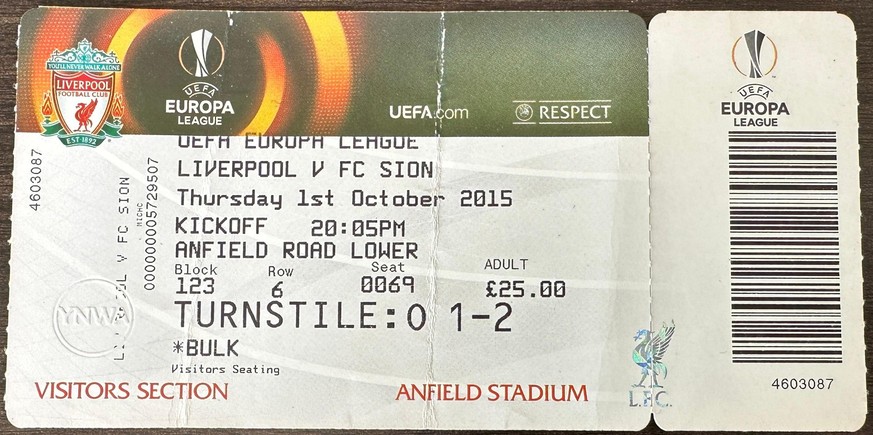 YOU'LL NEVER WALK ALONE
LIVERPOOL
FOOTBALL CLUB
EST·1892
UEFA
EUROPA
LEAGUE
UEFA.com
RESPECT
UEFA EUROPA LEAGUE
LIVERPOOL V FC SION
Thursday 1st October 2015
KICKOFF 20:05PM
ANFIELD ROAD LOWER
Block Row Seat ADULT
123 6 0069 £25.00
TURNSTILE:O 1-2
*BULK
Visitors Seating
VISITORS SECTION
ANFIELD STADIUM
4603087
V FC SION
000000005729507
YNWA
L.F.C.
UEFA
EUROPA
LEAGUE
4603087